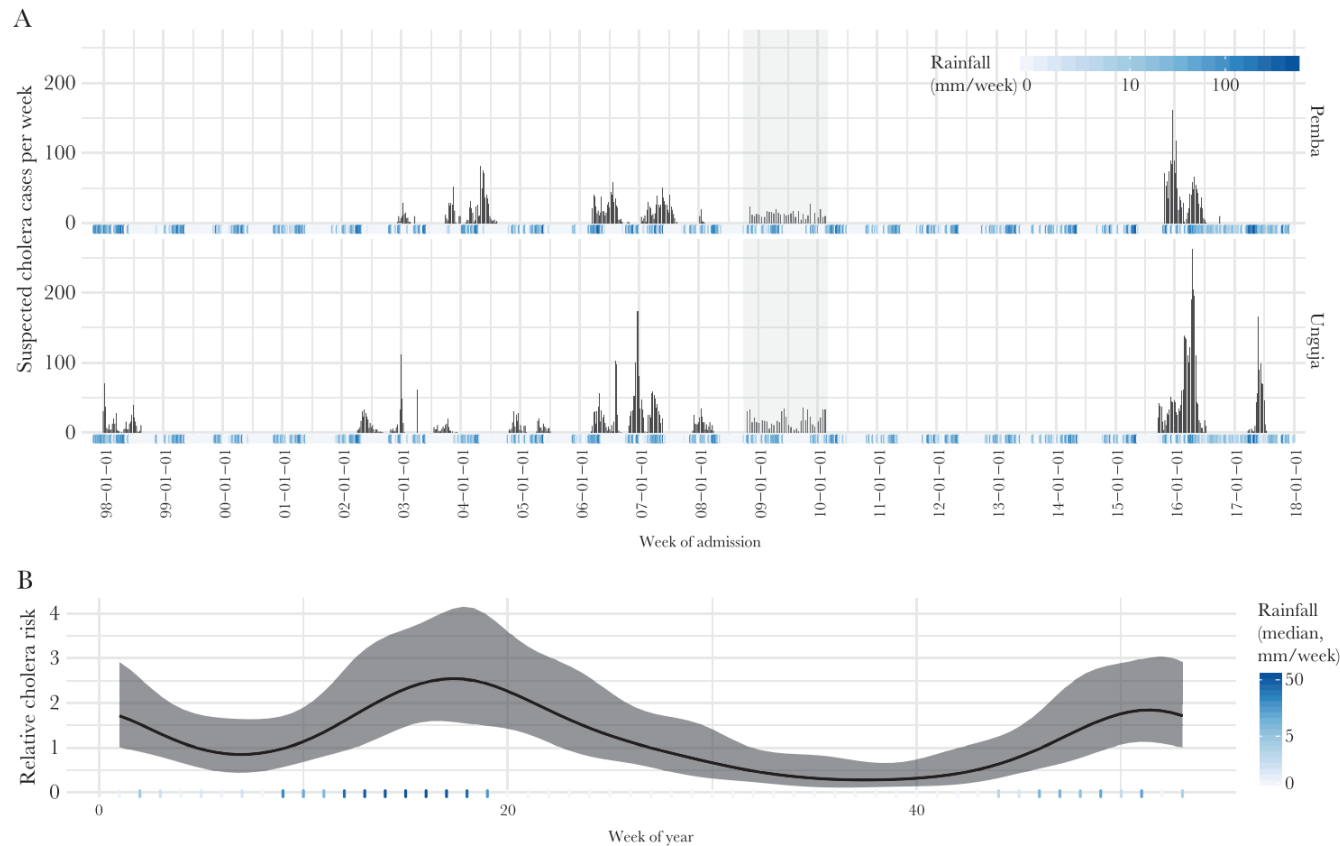 A
Suspected cholera cases per week
200
100
0
Rainfall
(mm/week) 0 10 100
Pemba
200
100
0
Unguja
98−01−01 99−01−01 00−01−01 01−01−01 02−01−01 03−01−01 04−01−01 05−01−01 06−01−01 07−01−01 08−01−01 09−01−01 10−01−01 11−01−01 12−01−01 13−01−01 14−01−01 15−01−01 16−01−01 17−01−01 18−01−01
Week of admission
B
Relative cholera risk
4
3
2
1
0
0 20 40
Week of year
Rainfall
(median,
mm/week)
50
5
0